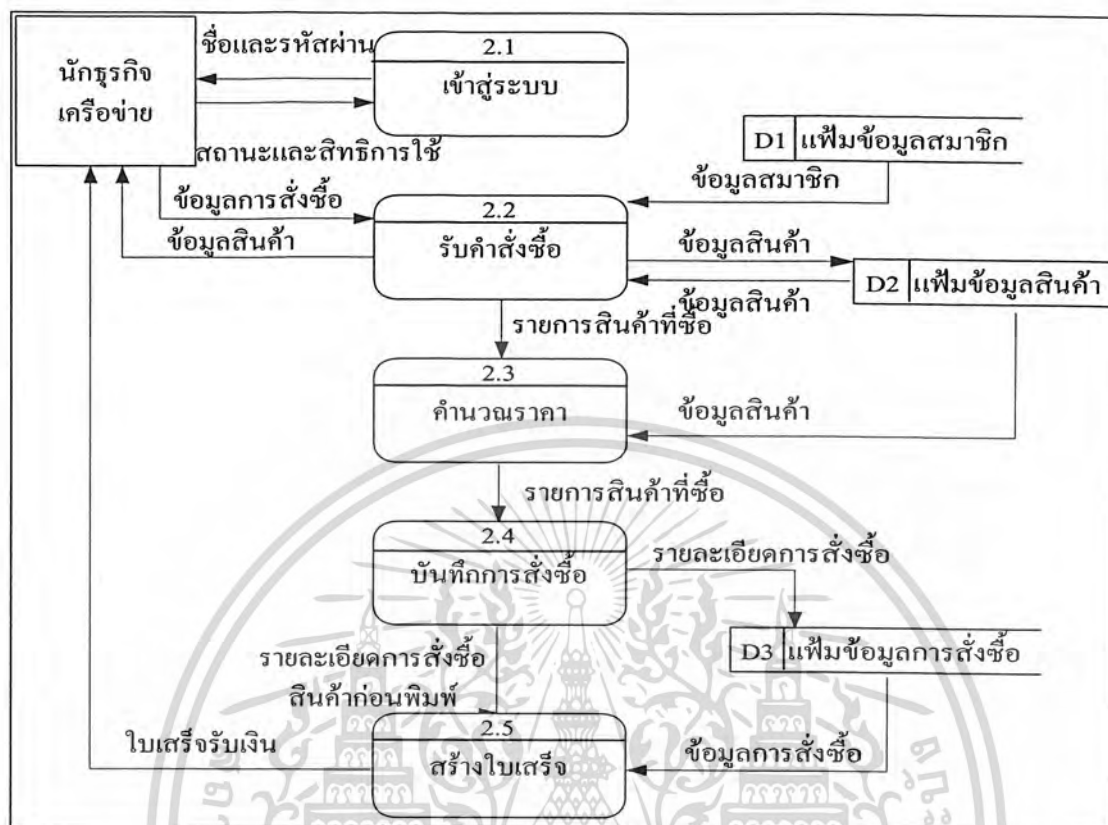 นักธุรกิจ
เครือข่าย
ชื่อและรหัสผ่าน
2.1
เข้าสู่ระบบ
สถานะและสิทธิการใช้
D1 แฟ้มข้อมูลสมาชิก
ข้อมูลสมาชิก
ข้อมูลการสั่งซื้อ
ข้อมูลสินค้า
2.2
รับคำสั่งซื้อ
ข้อมูลสินค้า
D2 แฟ้มข้อมูลสินค้า
ข้อมูลสินค้า
รายการสินค้าที่ซื้อ
2.3
คำนวณราคา
ข้อมูลสินค้า
รายการสินค้าที่ซื้อ
2.4
บันทึกการสั่งซื้อ
รายละเอียดการสั่งซื้อ
D3 แฟ้มข้อมูลการสั่งซื้อ
รายละเอียดการสั่งซื้อ
สินค้าก่อนพิมพ์
2.5
สร้างใบเสร็จ
ใบเสร็จรับเงิน
ข้อมูลการสั่งซื้อ